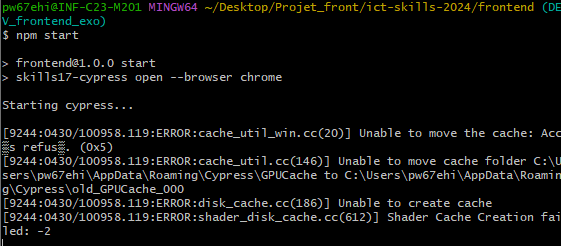 pw67ehi@INF-C23-M201 MINGW64 ~/Desktop/Projet_front/ict-skills-2024/frontend (DE
V_frontend_exo)
$ npm start

> frontend@1.0.0 start
> skills17-cypress open --browser chrome

Starting cypress...

[9244:0430/100958.119:ERROR:cache_util_win.cc(20)] Unable to move the cache: Acc
▒s refus▒. (0x5)
[9244:0430/100958.119:ERROR:cache_util.cc(146)] Unable to move cache folder C:\U
sers\pw67ehi\AppData\Roaming\Cypress\GPUCache to C:\Users\pw67ehi\AppData\Roamin
g\Cypress\old_GPUCache_000
[9244:0430/100958.119:ERROR:disk_cache.cc(186)] Unable to create cache
[9244:0430/100958.119:ERROR:shader_disk_cache.cc(612)] Shader Cache Creation fai
led: -2